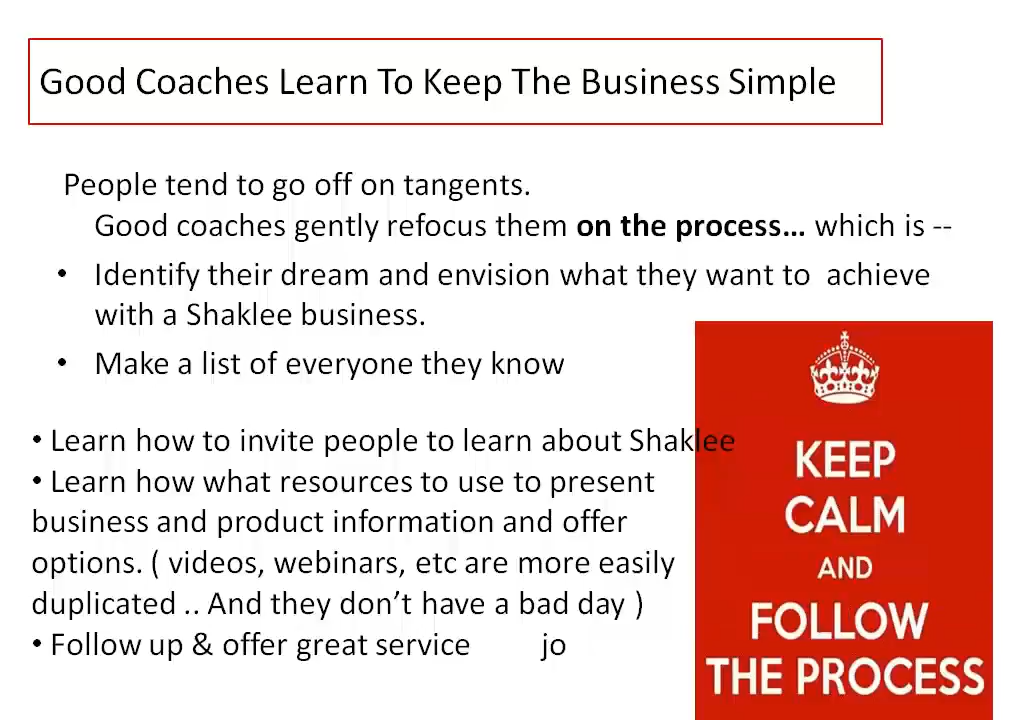 Good Coaches Learn To Keep The Business Simple
People tend to go off on tangents.
Good coaches gently refocus them on the process... which is --
• Identify their dream and envision what they want to  achieve
with a Shaklee business.
• Make a list of everyone they know
• Learn how to invite people to learn about Shaklee
• Learn how what resources to use to present
business and product information and offer
options. ( videos, webinars, etc are more easily
duplicated .. And they don't have a bad day )
• Follow up & offer great service jo
KEEP
CALM
AND
FOLLOW
THE PROCESS